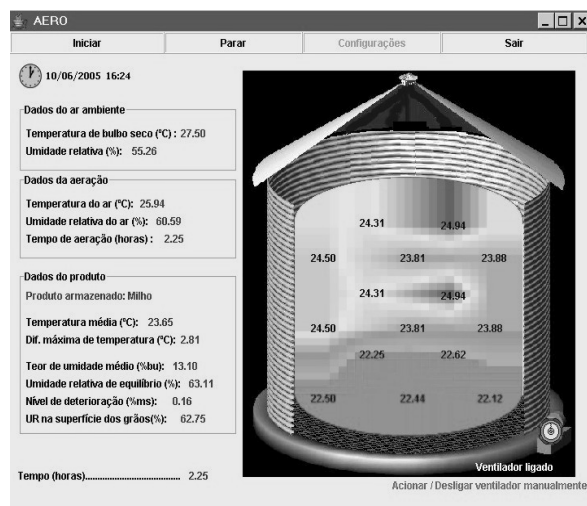 AERO
Iniciar Parar Configurações Sair
10/06/2005 16:24
Dados do ar ambiente
Temperatura de bulbo seco (ºC) : 27.50
Umidade relativa (%): 55.26
Dados da aeração
Temperatura do ar (ºC): 25.94
Umidade relativa do ar (%): 60.59
Tempo de aeração (horas) : 2.25
Dados do produto
Produto armazenado: Milho
Temperatura média (ºC): 23.65
Dif. máxima de temperatura (ºC): 2.81
Teor de umidade médio (%bu): 13.10
Umidade relativa de equilíbrio (%): 63.11
Nível de deterioração (%ms): 0.16
UR na superfície dos grãos(%): 62.75
Tempo (horas)................................ 2.25
24.31 24.94
24.50 23.81 23.88
24.31 24.94
24.50 23.81 23.88
22.25 22.62
22.50 22.44 22.12
Ventilador ligado
Acionar / Desligar ventilador manualmente